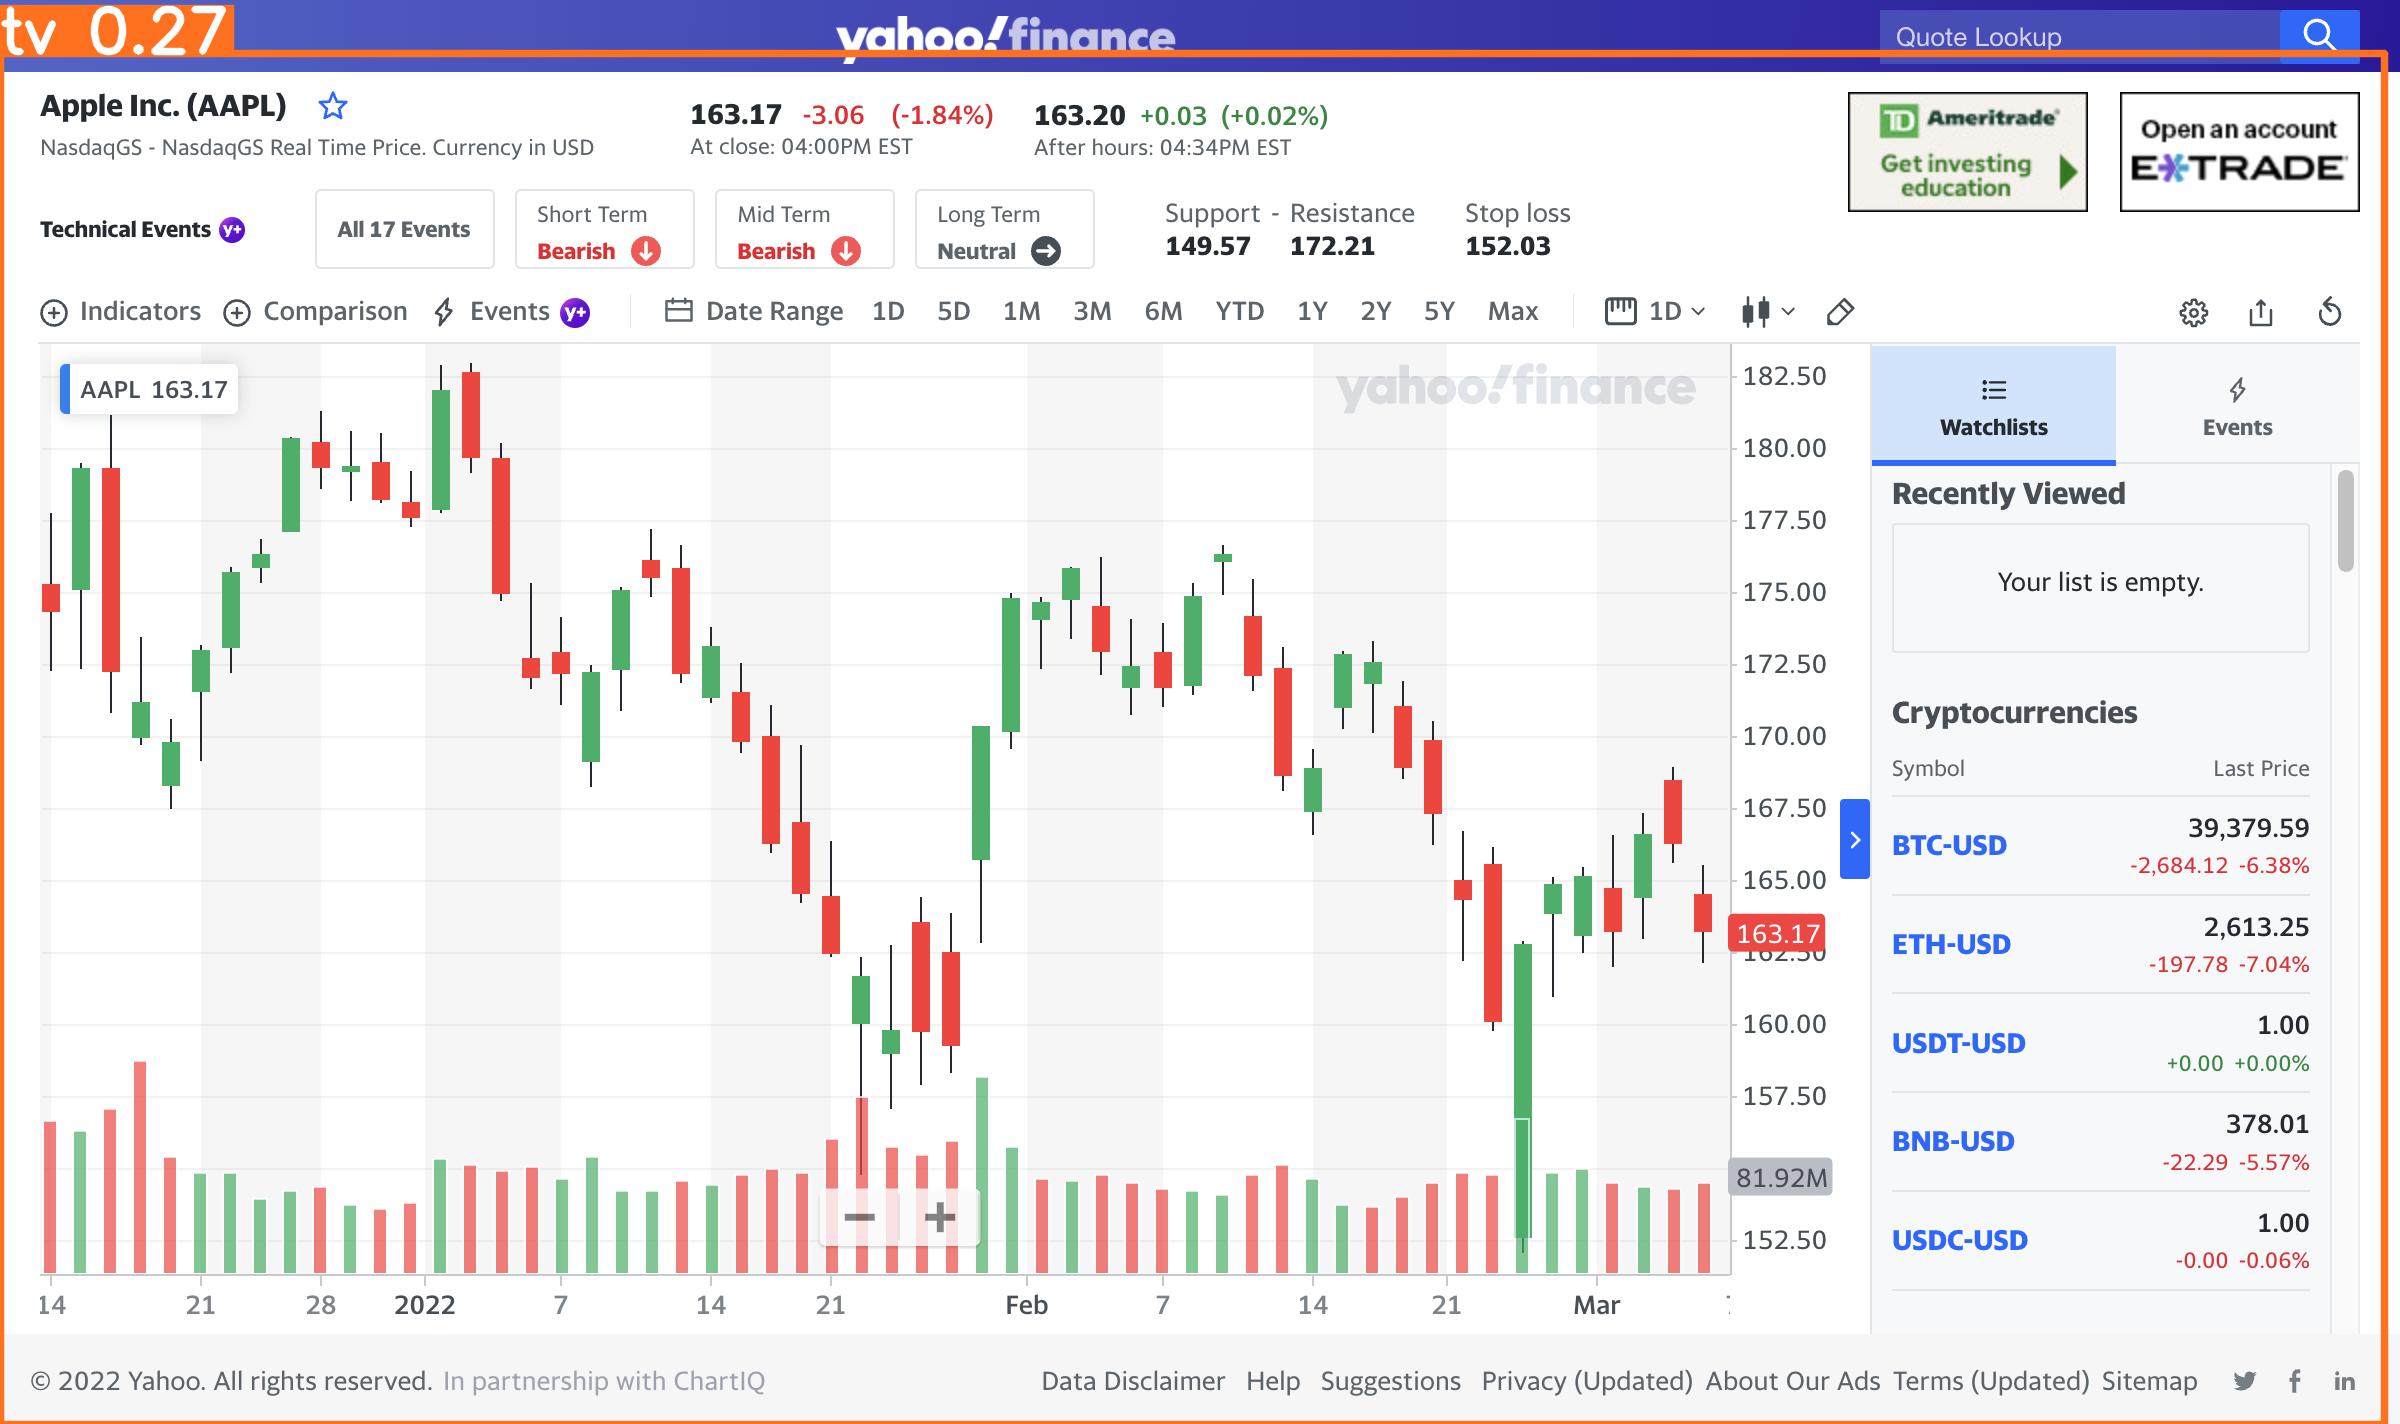 tv 0.27
yahoo!finance
Quote Lookup
Apple Inc. (AAPL)
163.17 -3.06 (-1.84%)
163.20 +0.03 (+0.02%)
NasdaqGS - NasdaqGS Real Time Price. Currency in USD
At close: 04:00PM EST
After hours: 04:34PM EST
TD Ameritrade
Get investing
education
Open an account
E*TRADE
Technical Events y+
All 17 Events
Short Term
Bearish
Mid Term
Bearish
Long Term
Neutral
Support - Resistance
149.57 172.21
Stop loss
152.03
Indicators Comparison Events y+ Date Range 1D 5D 1M 3M 6M YTD 1Y 2Y 5Y Max 1D
AAPL 163.17
yahoo!finance
182.50
180.00
177.50
175.00
172.50
170.00
167.50
165.00
163.17
162.50
160.00
157.50
81.92M
152.50
14 21 28 2022 7 14 21 Feb 7 14 21 Mar
Watchlists
Events
Recently Viewed
Your list is empty.
Cryptocurrencies
Symbol Last Price
BTC-USD 39,379.59
-2,684.12 -6.38%
ETH-USD 2,613.25
-197.78 -7.04%
USDT-USD 1.00
+0.00 +0.00%
BNB-USD 378.01
-22.29 -5.57%
USDC-USD 1.00
-0.00 -0.06%
© 2022 Yahoo. All rights reserved. In partnership with ChartIQ
Data Disclaimer Help Suggestions Privacy (Updated) About Our Ads Terms (Updated) Sitemap